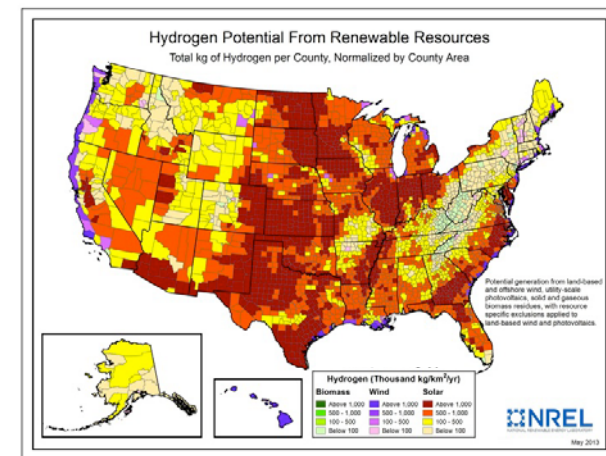 Hydrogen Potential From Renewable Resources
Total kg of Hydrogen per County, Normalized by County Area
Potential generation from land-based
and offshore wind, utility-scale
photovoltaics, solid and gaseous
biomass residues, with resource
specific exclusions applied to
land-based wind and photovoltaics.
Hydrogen (Thousand kg/km²/yr)
Biomass Wind Solar
Above 1,000 Above 1,000 Above 1,000
500 - 1,000 500 - 1,000 500 - 1,000
100 - 500 100 - 500 100 - 500
Below 100 Below 100 Below 100
NREL
NATIONAL RENEWABLE ENERGY LABORATORY
May 2013